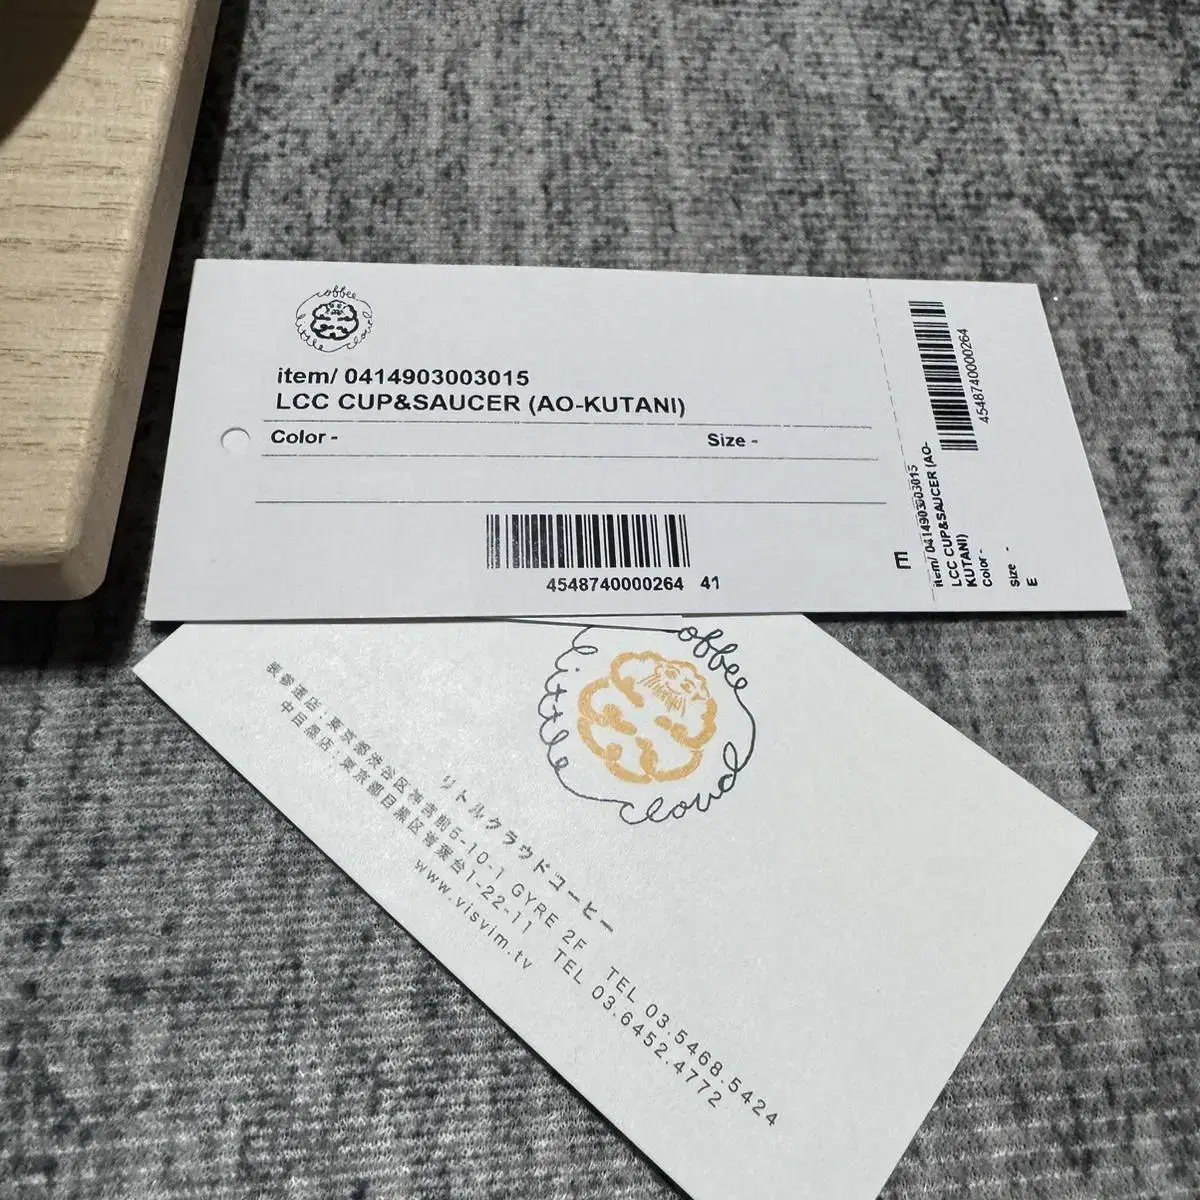 coffee
little cloud
item/ 0414903003015
LCC CUP&SAUCER (AO-KUTANI)
Color -
Size -
4548740000264 41
4548740000264
E
item/ 0414903003015
LCC CUP&SAUCER (AO-
KUTANI)
Color -
Size -
E
coffee
little cloud
リトルクラウドコーヒー
表参道店：東京都渋谷区神宮前5-10-1 GYRE 2F TEL 03.5468.5424
中目黒店：東京都目黒区青葉台1-22-11 TEL 03.6452.4772
www.visvim.tv